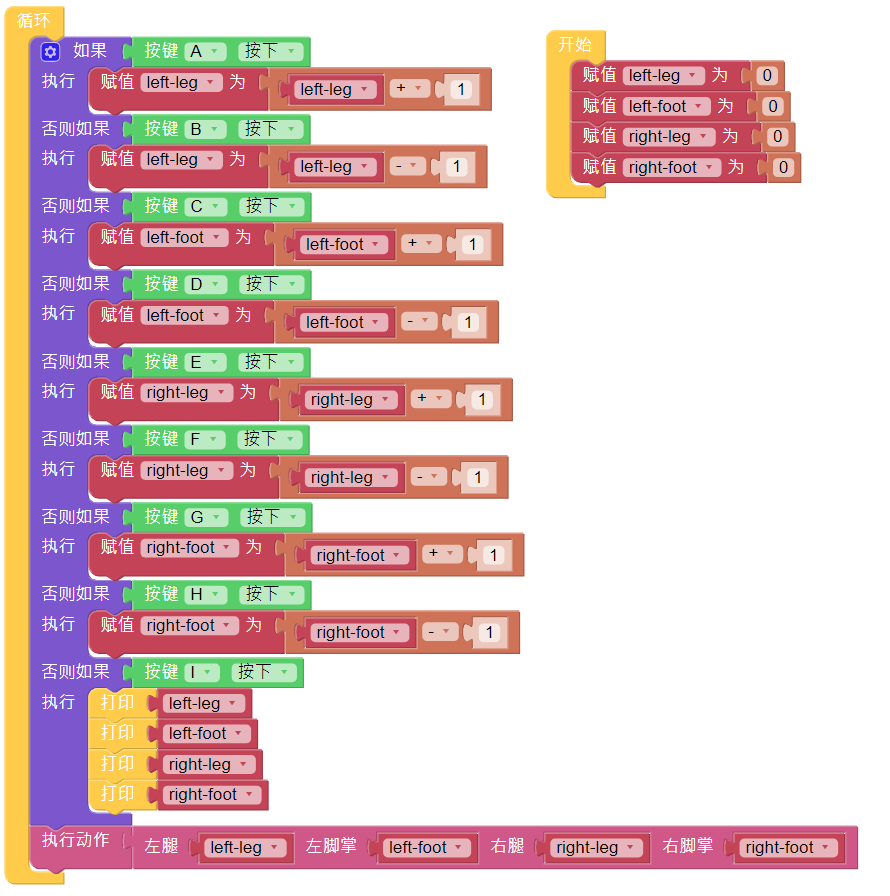 循环
如果 按键 A 按下
执行 赋值 left-leg 为 left-leg + 1
否则如果 按键 B 按下
执行 赋值 left-leg 为 left-leg - 1
否则如果 按键 C 按下
执行 赋值 left-foot 为 left-foot + 1
否则如果 按键 D 按下
执行 赋值 left-foot 为 left-foot - 1
否则如果 按键 E 按下
执行 赋值 right-leg 为 right-leg + 1
否则如果 按键 F 按下
执行 赋值 right-leg 为 right-leg - 1
否则如果 按键 G 按下
执行 赋值 right-foot 为 right-foot + 1
否则如果 按键 H 按下
执行 赋值 right-foot 为 right-foot - 1
否则如果 按键 I 按下
执行 打印 left-leg
打印 left-foot
打印 right-leg
打印 right-foot
执行动作 左腿 left-leg 左脚掌 left-foot 右腿 right-leg 右脚掌 right-foot
开始
赋值 left-leg 为 0
赋值 left-foot 为 0
赋值 right-leg 为 0
赋值 right-foot 为 0